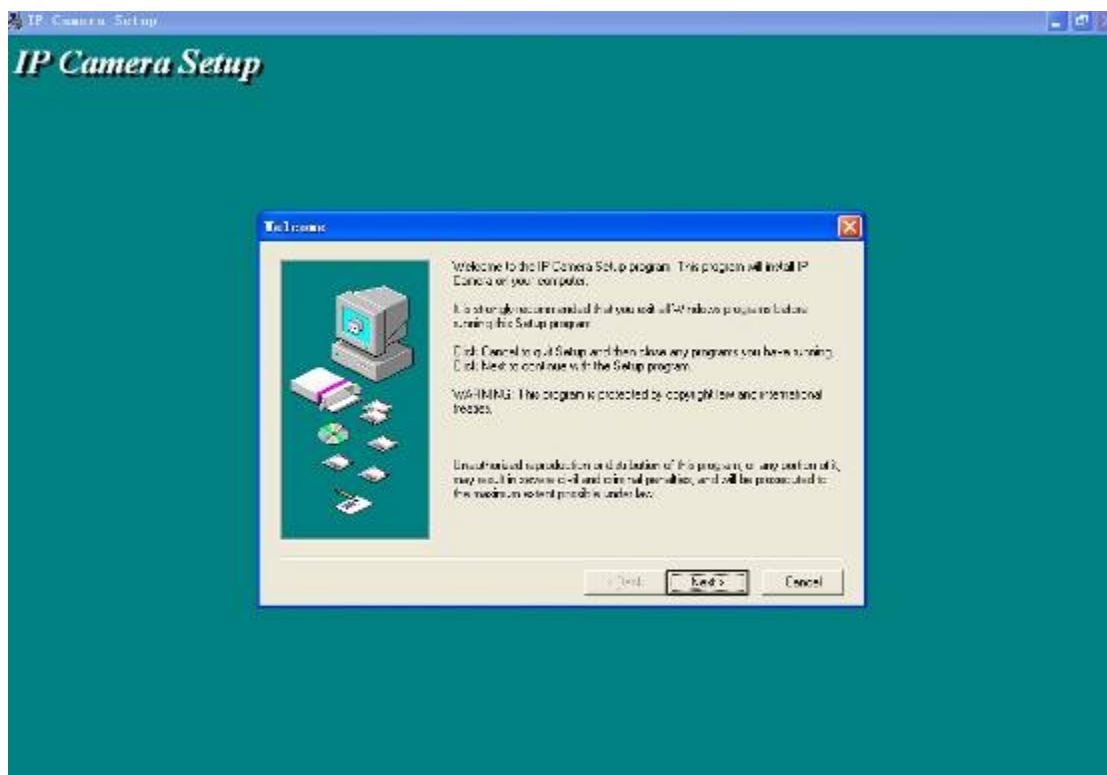 IP Camera Setup
IP Camera Setup
Welcome
Welcome to the IP Camera Setup program. This program will install IP
Camera on your computer.
It is strongly recommended that you exit all Windows programs before
running this Setup program.
Click Cancel to quit Setup and then close any programs you have running.
Click Next to continue with the Setup program.
WARNING: This program is protected by copyright law and international
treaties.
Unauthorized reproduction or distribution of this program, or any portion of it,
may result in severe civil and criminal penalties, and will be prosecuted to
the maximum extent possible under law.
< Back
Next >
Cancel